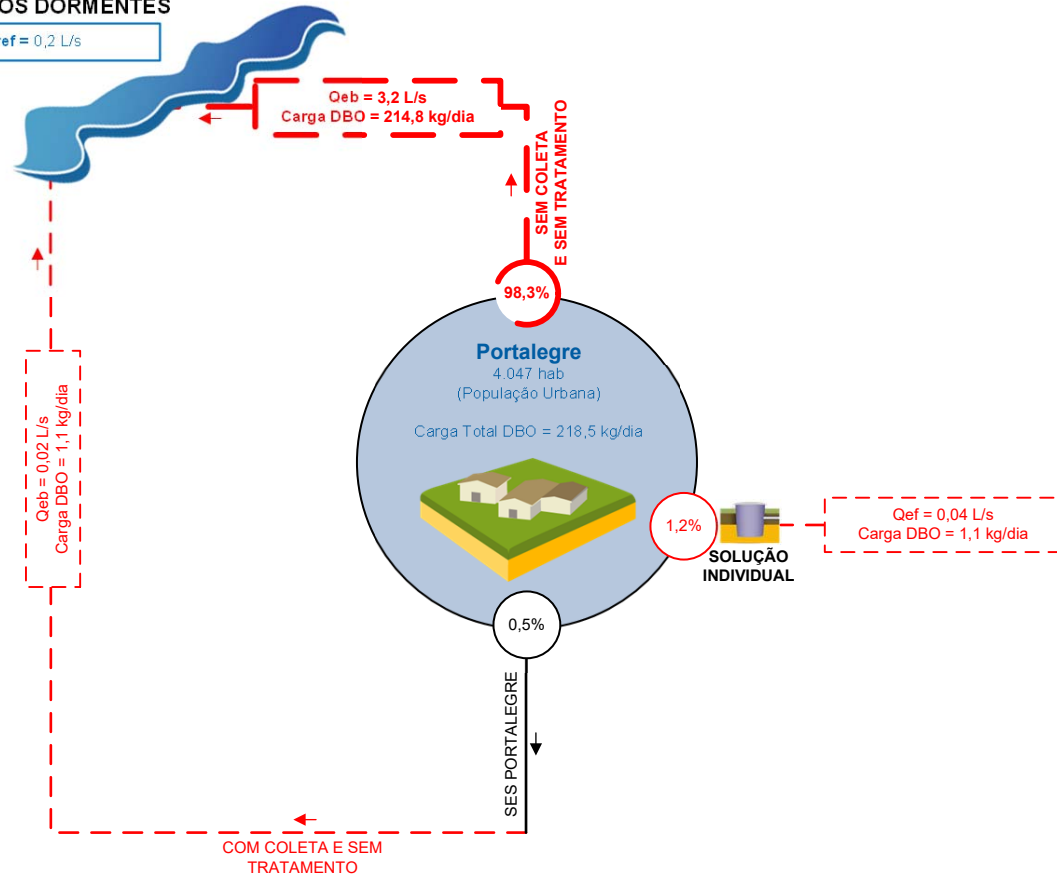 OS DORMENTES
ref = 0,2 L/s
Qeb = 3,2 L/s
Carga DBO = 214,8 kg/dia
SEM COLETA
E SEM TRATAMENTO
98,3%
Portalegre
4.047 hab
(População Urbana)
Carga Total DBO = 218,5 kg/dia
Qeb = 0,02 L/s
Carga DBO = 1,1 kg/dia
1,2%
SOLUÇÃO
INDIVIDUAL
Qef = 0,04 L/s
Carga DBO = 1,1 kg/dia
0,5%
SES PORTALEGRE
COM COLETA E SEM
TRATAMENTO